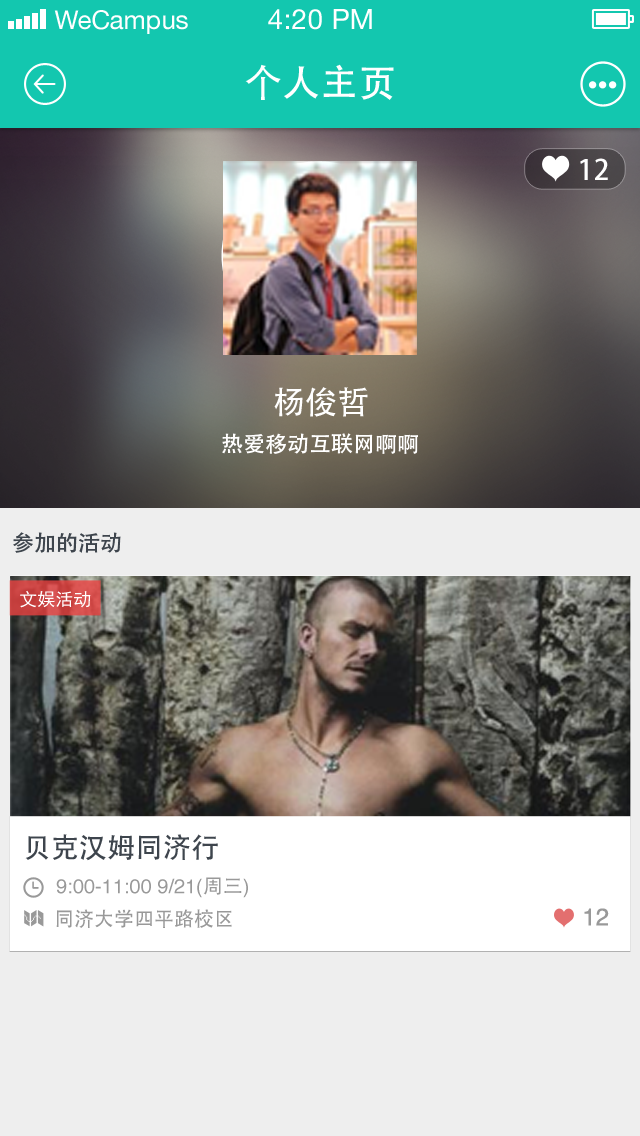 WeCampus 4:20 PM
个人主页
12
杨俊哲
热爱移动互联网啊啊
参加的活动
文娱活动
贝克汉姆同济行
9:00-11:00 9/21(周三)
同济大学四平路校区
12